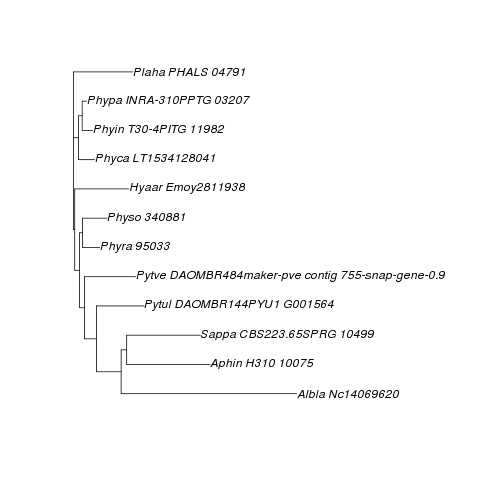 Plaha PHALS 04791
Phypa INRA-310PPTG 03207
Phyin T30-4PITG 11982
Phyca LT1534128041
Hyaar Emoy2811938
Physo 340881
Phyra 95033
Pytve DAOMBR484maker-pve contig 755-snap-gene-0.9
Pytul DAOMBR144PYU1 G001564
Sappa CBS223.65SPRG 10499
Aphin H310 10075
Albla Nc14069620